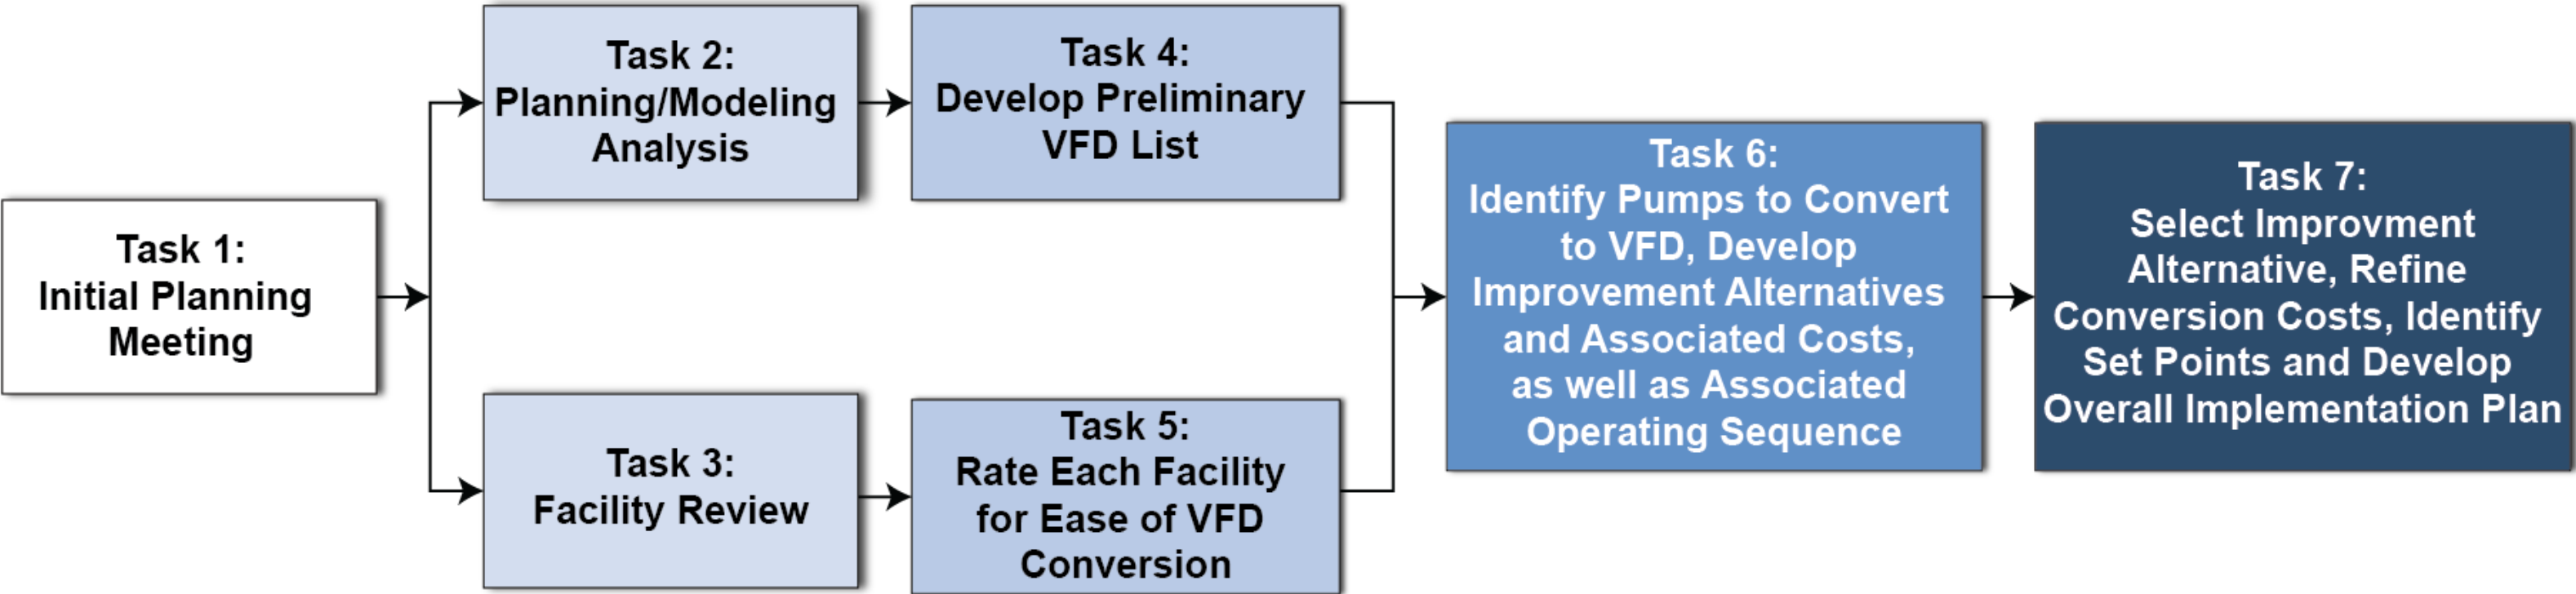 Task 1:
Initial Planning
Meeting
Task 2:
Planning/Modeling
Analysis
Task 3:
Facility Review
Task 4:
Develop Preliminary
VFD List
Task 5:
Rate Each Facility
for Ease of VFD
Conversion
Task 6:
Identify Pumps to Convert
to VFD, Develop
Improvement Alternatives
and Associated Costs,
as well as Associated
Operating Sequence
Task 7:
Select Improvment
Alternative, Refine
Conversion Costs, Identify
Set Points and Develop
Overall Implementation Plan